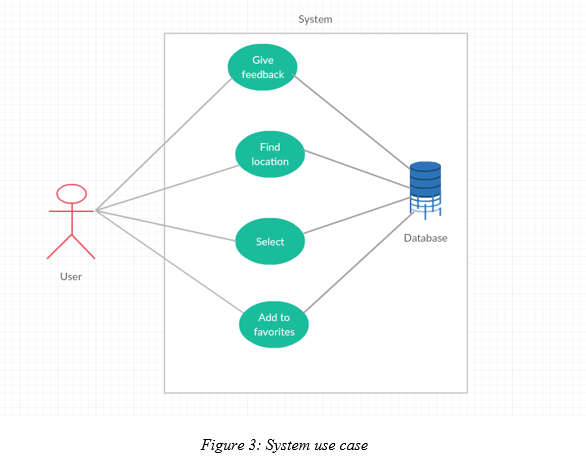 System
Give
feedback
Find
location
Select
Add to
favorites
Database
User
Figure 3: System use case